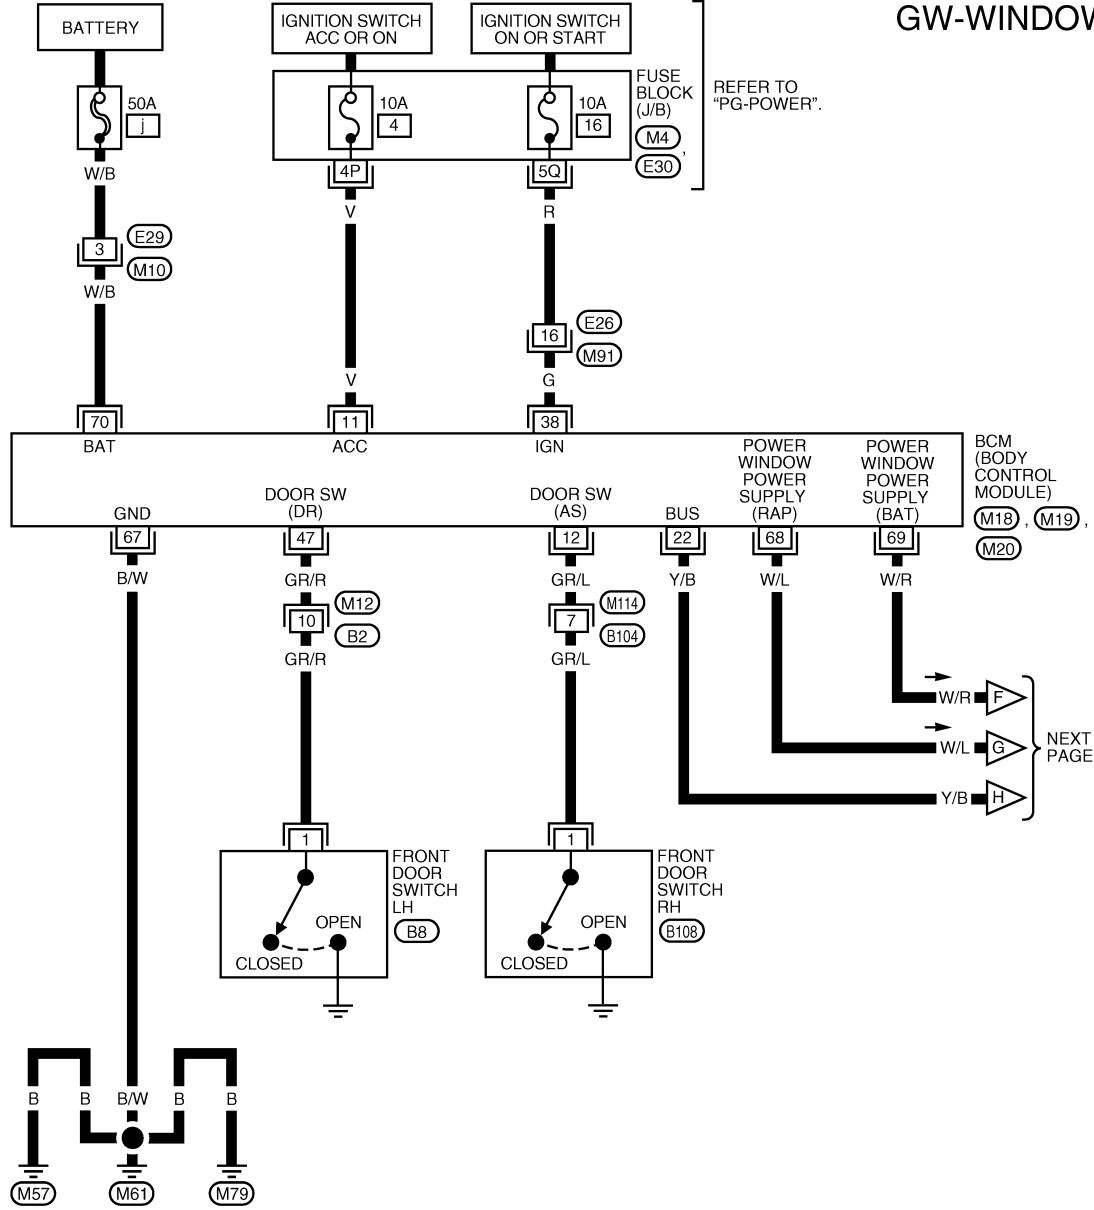 GW-WINDOW
BATTERY
IGNITION SWITCH
ACC OR ON
IGNITION SWITCH
ON OR START
50A
j
10A
4
10A
16
FUSE
BLOCK
(J/B)
M4
,
E30
REFER TO
“PG-POWER”.
4P
5Q
W/B
V
R
3
E29
M10
W/B
16
E26
M91
V
G
70
11
38
BAT
ACC
IGN
BCM
(BODY
CONTROL
MODULE)
M18 , M19 ,
M20
GND
DOOR SW
(DR)
DOOR SW
(AS)
BUS
POWER
WINDOW
POWER
SUPPLY
(RAP)
POWER
WINDOW
POWER
SUPPLY
(BAT)
67
47
12
22
68
69
B/W
GR/R
GR/L
Y/B
W/L
W/R
10
M12
B2
7
M114
B104
GR/R
GR/L
W/R
F
W/L
G
Y/B
H
NEXT
PAGE
1
1
FRONT
DOOR
SWITCH
LH
B8
FRONT
DOOR
SWITCH
RH
B108
OPEN
CLOSED
OPEN
CLOSED
B
B
B/W
B
B
M57
M61
M79